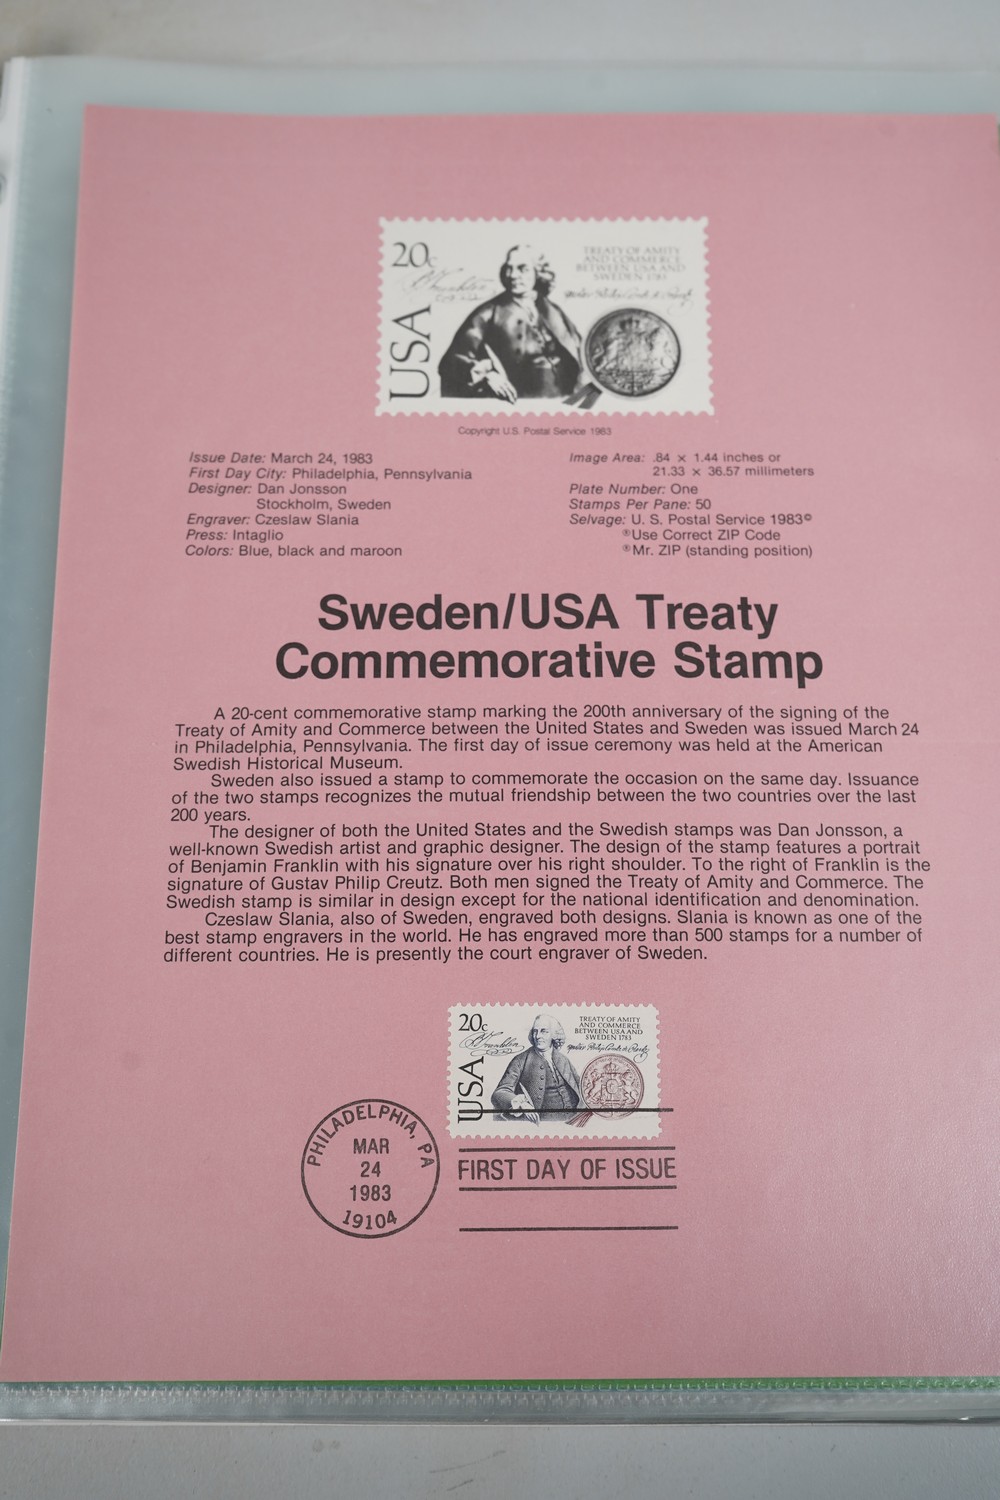 20c
TREATY OF AMITY
AND COMMERCE
BETWEEN USA AND
SWEDEN 1783
B Franklin
USA
Copyright U.S. Postal Service 1983
Issue Date: March 24, 1983
First Day City: Philadelphia, Pennsylvania
Designer: Dan Jonsson
Stockholm, Sweden
Engraver: Czeslaw Slania
Press: Intaglio
Colors: Blue, black and maroon
Image Area: .84 × 1.44 inches or
21.33 × 36.57 millimeters
Plate Number: One
Stamps Per Pane: 50
Selvage: U. S. Postal Service 1983©
®Use Correct ZIP Code
®Mr. ZIP (standing position)
Sweden/USA Treaty
Commemorative Stamp
A 20-cent commemorative stamp marking the 200th anniversary of the signing of the
Treaty of Amity and Commerce between the United States and Sweden was issued March 24
in Philadelphia, Pennsylvania. The first day of issue ceremony was held at the American
Swedish Historical Museum.
Sweden also issued a stamp to commemorate the occasion on the same day. Issuance
of the two stamps recognizes the mutual friendship between the two countries over the last
200 years.
The designer of both the United States and the Swedish stamps was Dan Jonsson, a
well-known Swedish artist and graphic designer. The design of the stamp features a portrait
of Benjamin Franklin with his signature over his right shoulder. To the right of Franklin is the
signature of Gustav Philip Creutz. Both men signed the Treaty of Amity and Commerce. The
Swedish stamp is similar in design except for the national identification and denomination.
Czeslaw Slania, also of Sweden, engraved both designs. Slania is known as one of the
best stamp engravers in the world. He has engraved more than 500 stamps for a number of
different countries. He is presently the court engraver of Sweden.
20c
TREATY OF AMITY
AND COMMERCE
BETWEEN USA AND
SWEDEN 1783
B Franklin
USA
PHILADELPHIA, PA
MAR
24
1983
19104
FIRST DAY OF ISSUE